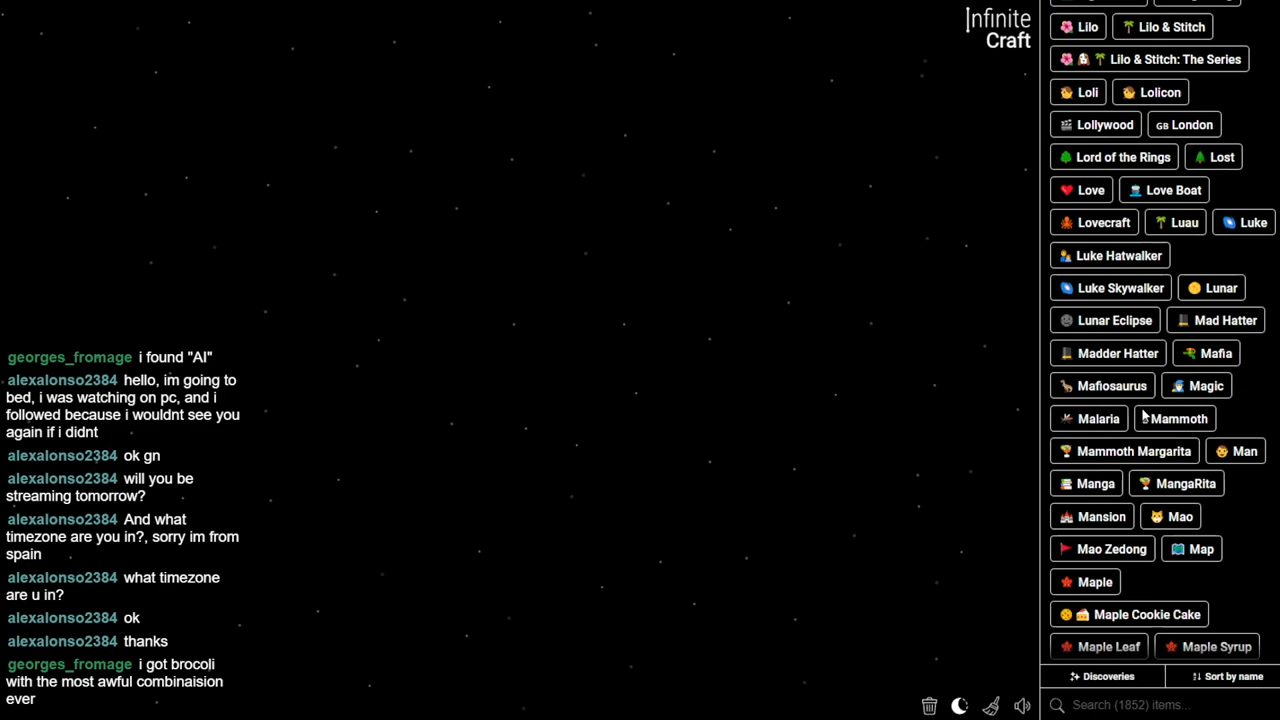 Infinite
Craft
Lilo
Lilo & Stitch
Lilo & Stitch: The Series
Loli
Lolicon
Lollywood
GB London
Lord of the Rings
Lost
Love
Love Boat
Lovecraft
Luau
Luke
Luke Hatwalker
Luke Skywalker
Lunar
Lunar Eclipse
Mad Hatter
Madder Hatter
Mafia
Mafiosaurus
Magic
Malaria
Mammoth
Mammoth Margarita
Man
Manga
MangaRita
Mansion
Mao
Mao Zedong
Map
Maple
Maple Cookie Cake
Maple Leaf
Maple Syrup
Discoveries
Sort by name
Search (1852) items...
georges_fromage i found "AI"
alexalonso2384 hello, im going to
bed, i was watching on pc, and i
followed because i wouldnt see you
again if i didnt
alexalonso2384 ok gn
alexalonso2384 will you be
streaming tomorrow?
alexalonso2384 And what
timezone are you in?, sorry im from
spain
alexalonso2384 what timezone
are u in?
alexalonso2384 ok
alexalonso2384 thanks
georges_fromage i got brocoli
with the most awful combinaision
ever